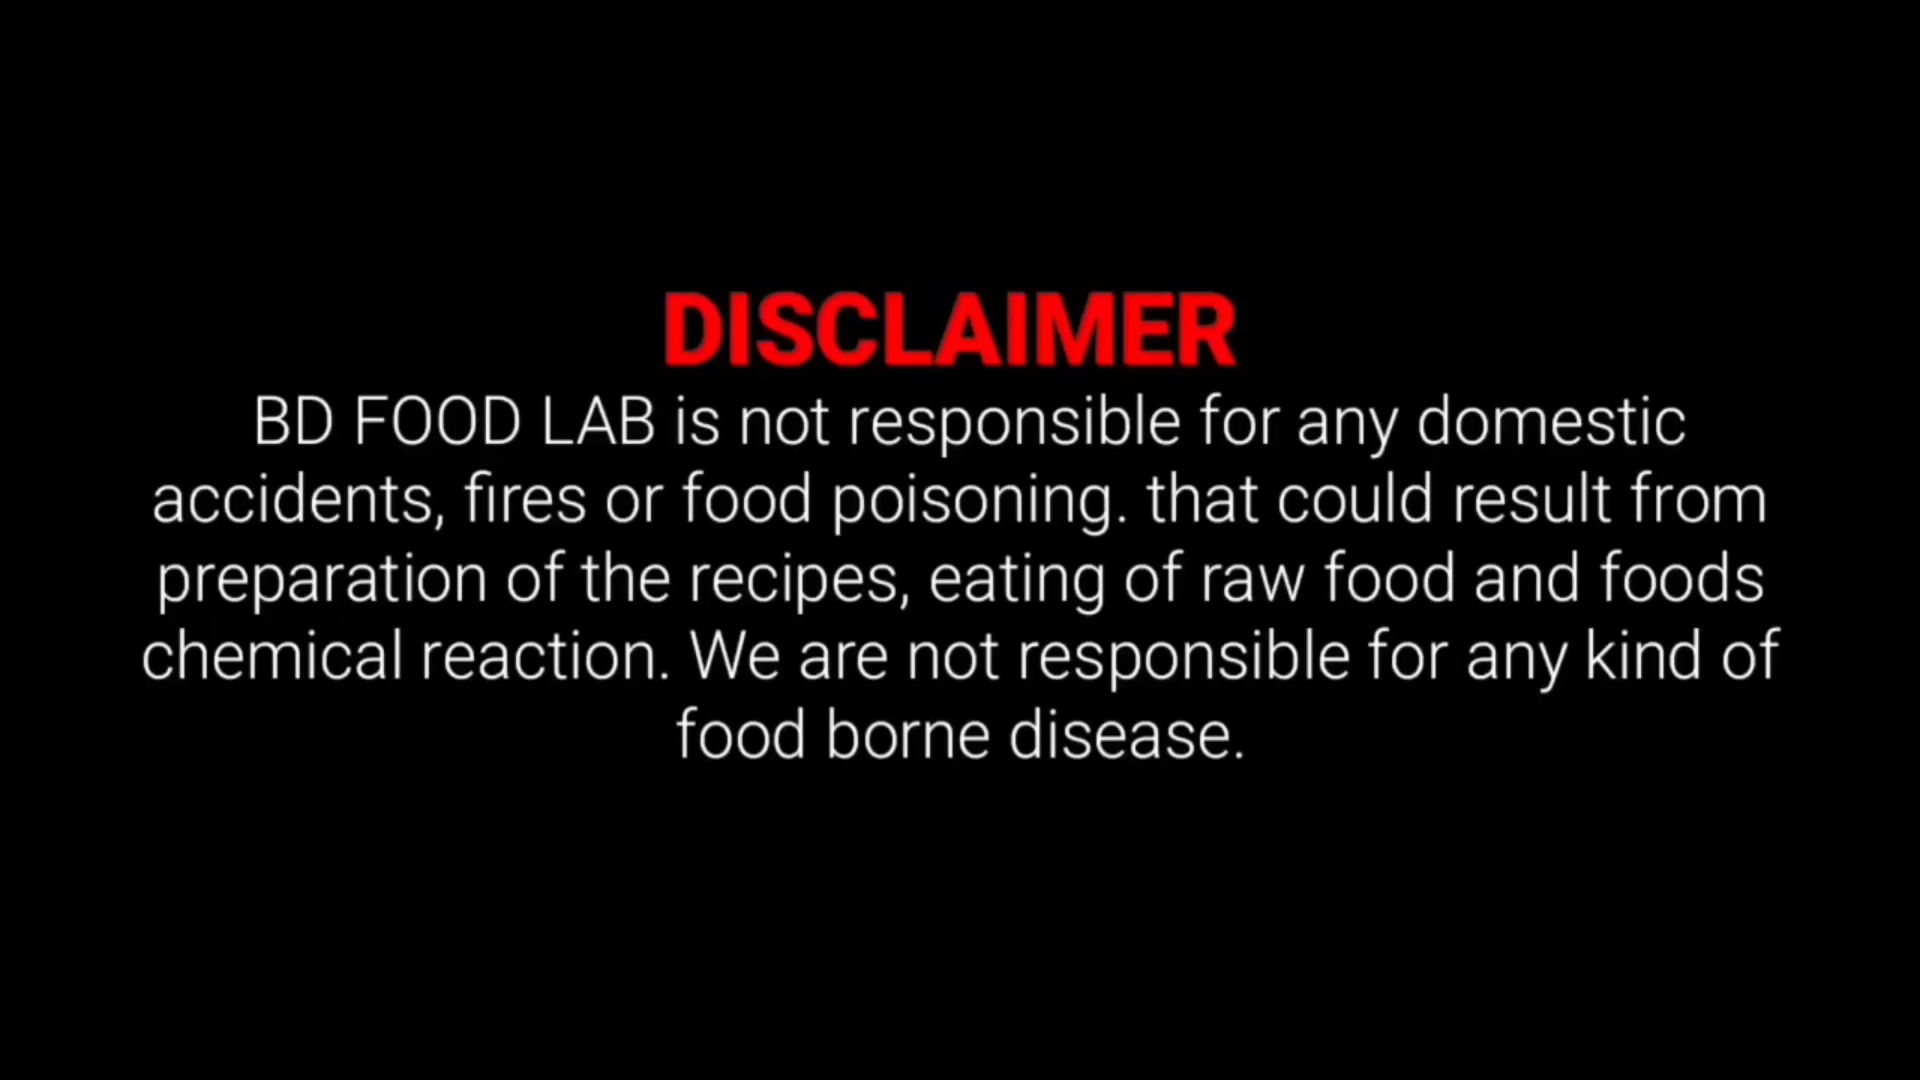 DISCLAIMER
BD FOOD LAB is not responsible for any domestic
accidents, fires or food poisoning. that could result from
preparation of the recipes, eating of raw food and foods
chemical reaction. We are not responsible for any kind of
food borne disease.